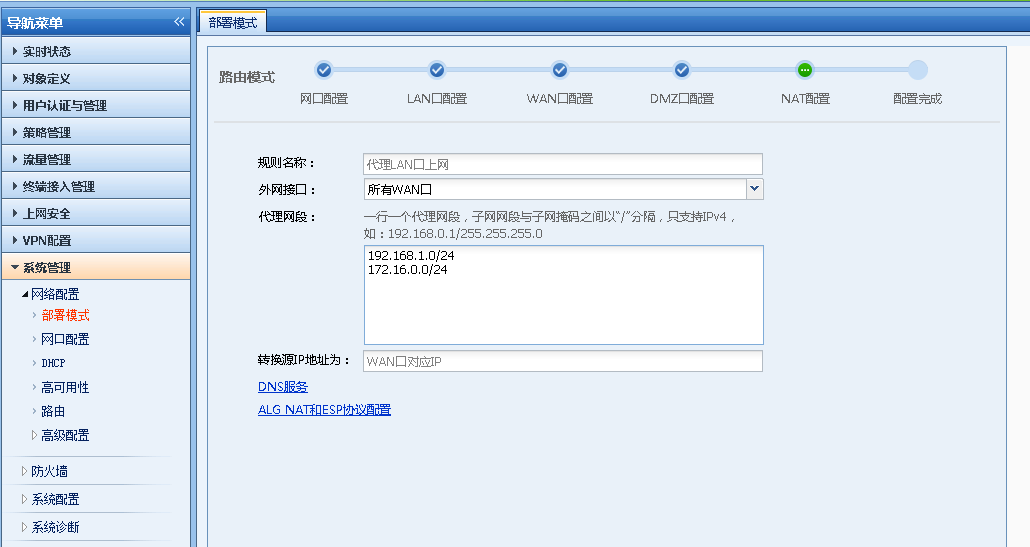 导航菜单
实时状态
对象定义
用户认证与管理
策略管理
流量管理
终端接入管理
上网安全
VPN配置
系统管理
网络配置
部署模式
网口配置
DHCP
高可用性
路由
高级配置
防火墙
系统配置
系统诊断
部署模式
路由模式
网口配置
LAN口配置
WAN口配置
DMZ口配置
NAT配置
配置完成
规则名称：
代理LAN口上网
外网接口：
所有WAN口
代理网段：
一行一个代理网段，子网网段与子网掩码之间以"/"分隔，只支持IPv4，
如：192.168.0.1/255.255.255.0
192.168.1.0/24
172.16.0.0/24
转换源IP地址为：
WAN口对应IP
DNS服务
ALG NAT和ESP协议配置